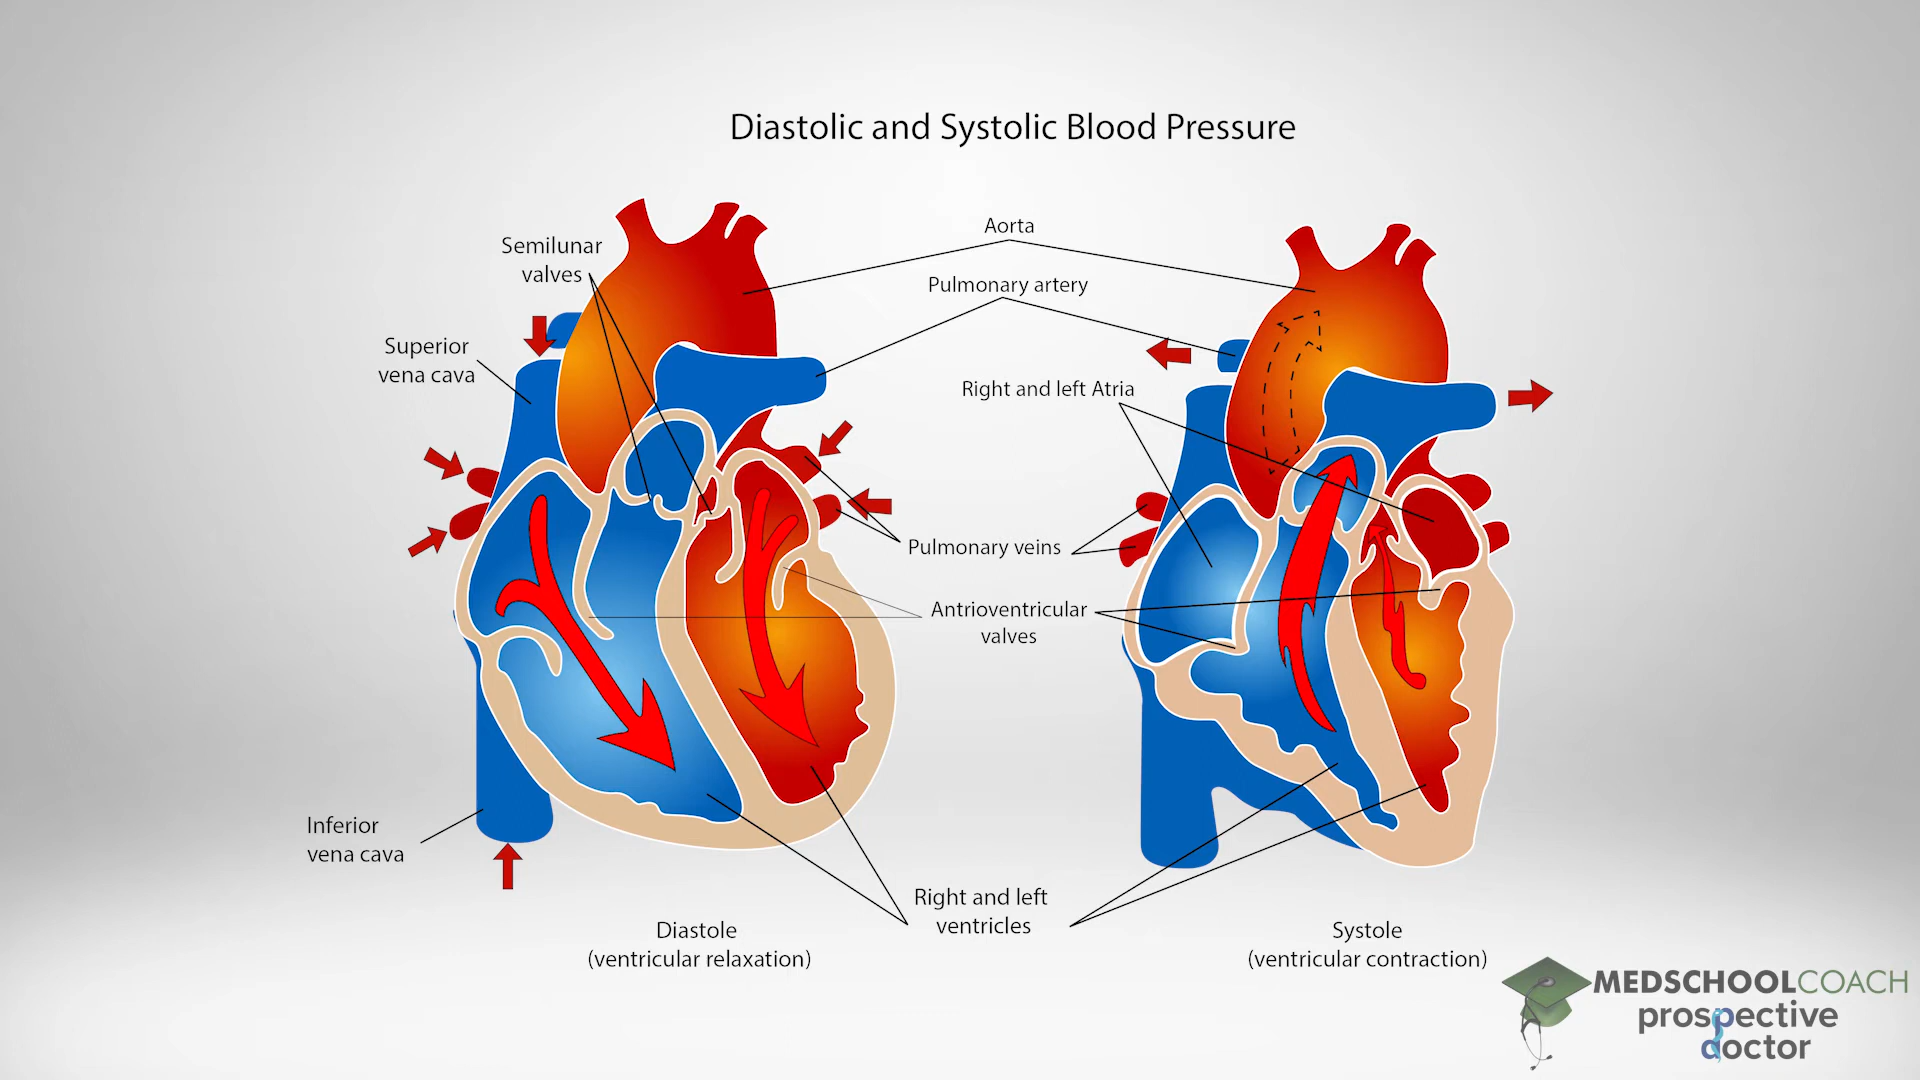 Diastolic and Systolic Blood Pressure
Aorta
Semilunar
valves
Pulmonary artery
Superior
vena cava
Right and left Atria
Pulmonary veins
Antrioventricular
valves
Inferior
vena cava
Right and left
ventricles
Diastole
(ventricular relaxation)
Systole
(ventricular contraction)
MEDSCHOOLCOACH
prospective
doctor